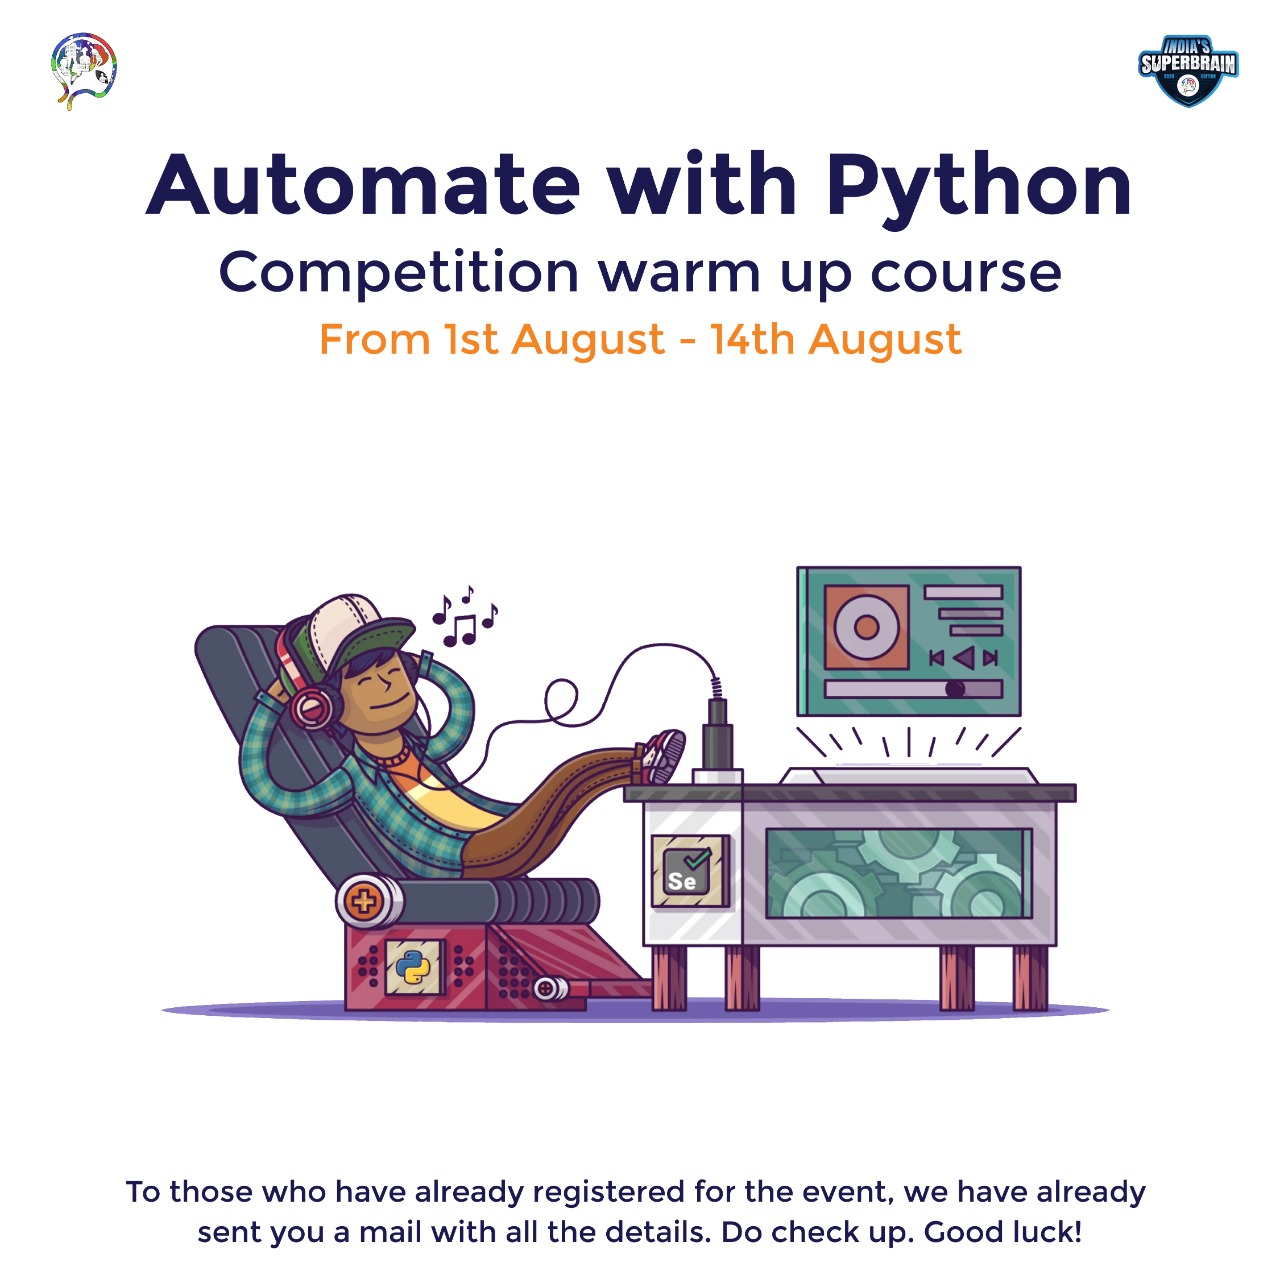 INDIA'S
SUPERBRAIN
2020 EDITION
Automate with Python
Competition warm up course
From 1st August - 14th August
Se
To those who have already registered for the event, we have already
sent you a mail with all the details. Do check up. Good luck!